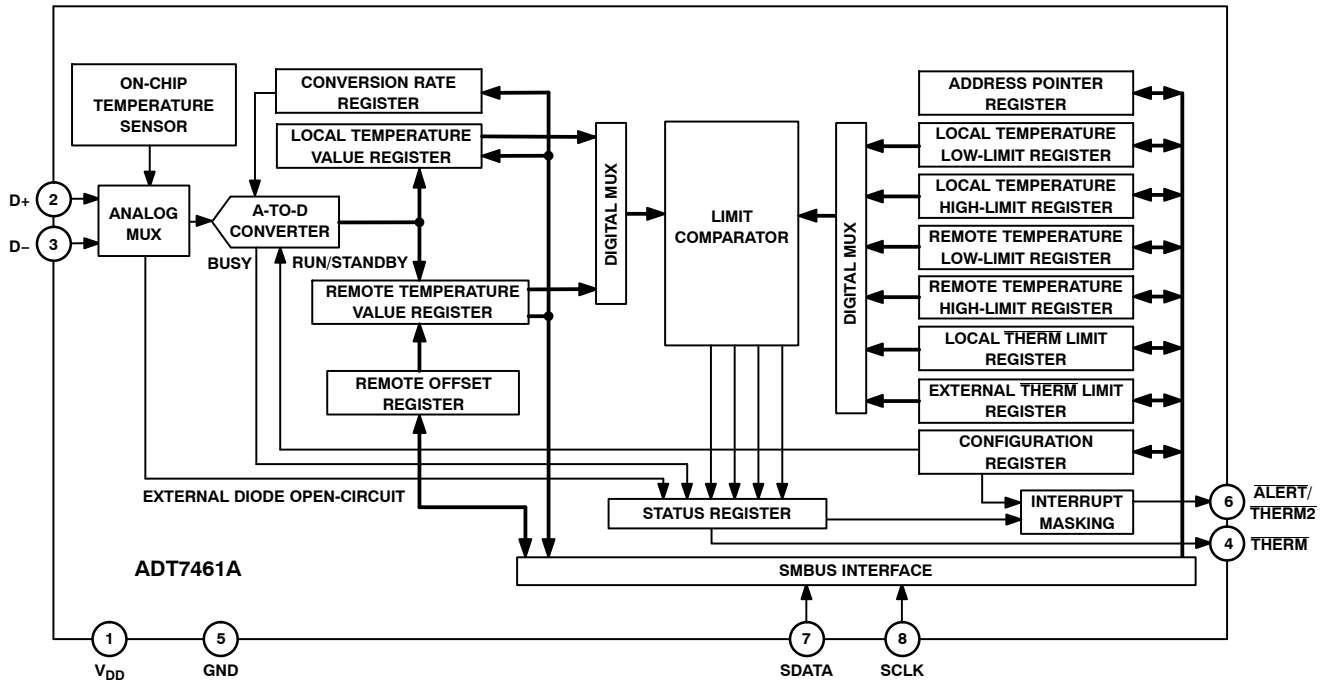 ON-CHIP
TEMPERATURE
SENSOR
CONVERSION RATE
REGISTER
LOCAL TEMPERATURE
VALUE REGISTER
ADDRESS POINTER
REGISTER
LOCAL TEMPERATURE
LOW-LIMIT REGISTER
LOCAL TEMPERATURE
HIGH-LIMIT REGISTER
REMOTE TEMPERATURE
LOW-LIMIT REGISTER
REMOTE TEMPERATURE
HIGH-LIMIT REGISTER
LOCAL THERM LIMIT
REGISTER
EXTERNAL THERM LIMIT
REGISTER
CONFIGURATION
REGISTER
D+
2
D−
3
ANALOG
MUX
A-TO-D
CONVERTER
BUSY
RUN/STANDBY
DIGITAL MUX
LIMIT
COMPARATOR
DIGITAL MUX
REMOTE TEMPERATURE
VALUE REGISTER
REMOTE OFFSET
REGISTER
EXTERNAL DIODE OPEN-CIRCUIT
STATUS REGISTER
INTERRUPT
MASKING
6
ALERT/
THERM2
4
THERM
ADT7461A
SMBUS INTERFACE
1
VDD
5
GND
7
SDATA
8
SCLK